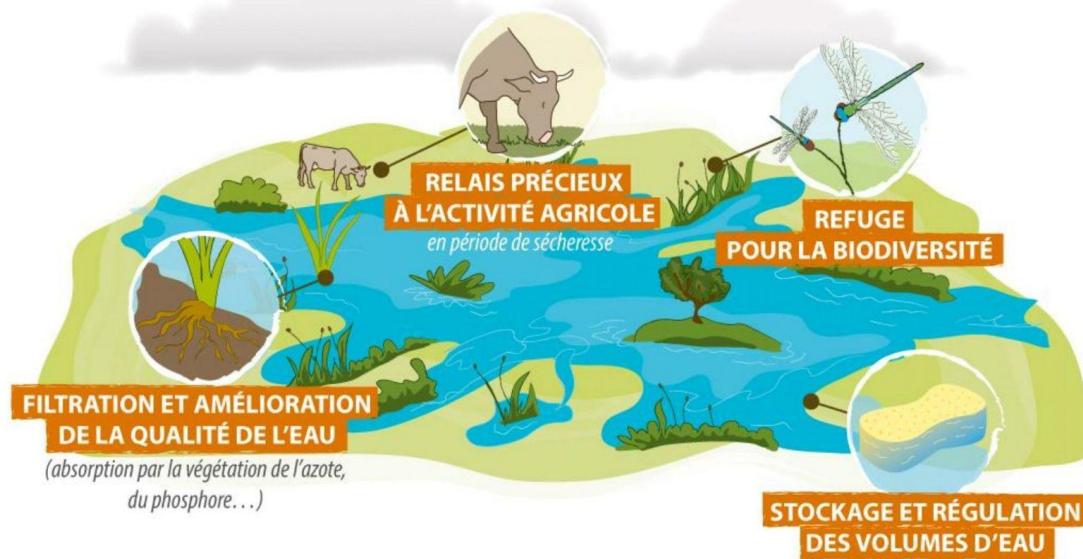 RELAIS PRÉCIEUX
À L’ACTIVITÉ AGRICOLE
en période de sécheresse
REFUGE
POUR LA BIODIVERSITÉ
FILTRATION ET AMÉLIORATION
DE LA QUALITÉ DE L’EAU
(absorption par la végétation de l’azote,
du phosphore…)
STOCKAGE ET RÉGULATION
DES VOLUMES D’EAU